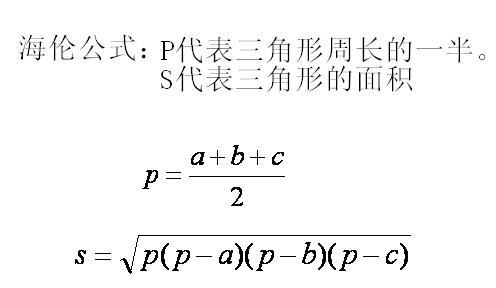 海伦公式：P代表三角形周长的一半。
S代表三角形的面积
p = \frac{a+b+c}{2}
s = \sqrt{p(p-a)(p-b)(p-c)}